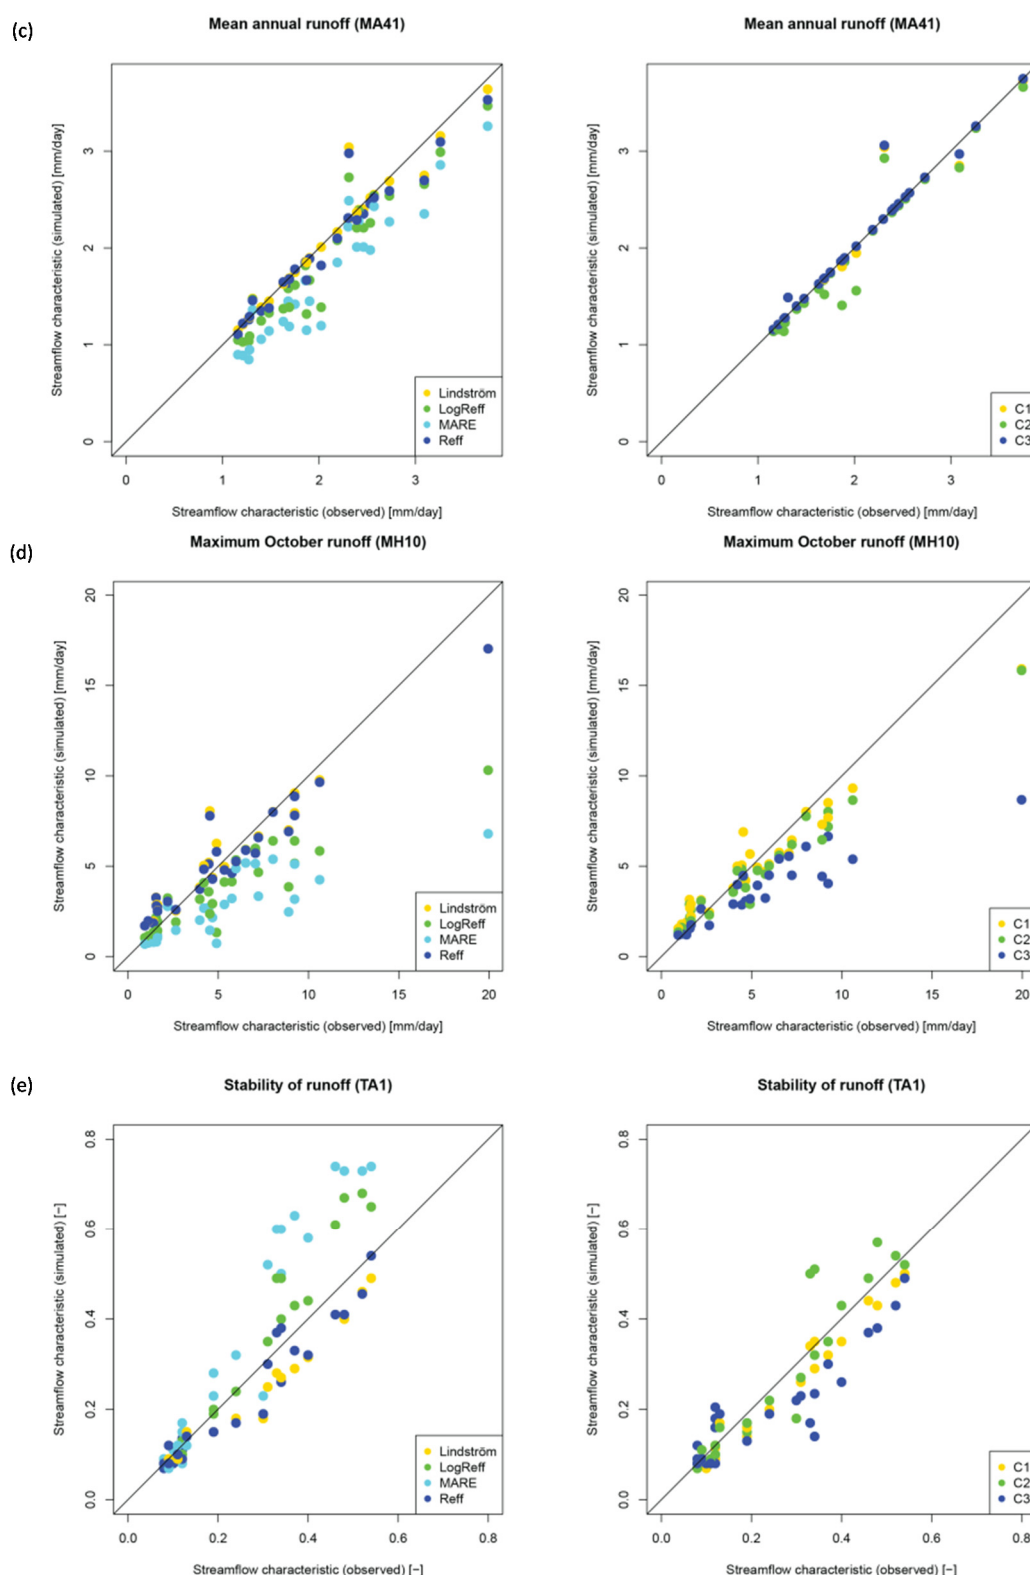 (c)
Mean annual runoff (MA41)
Streamflow characteristic (simulated) [mm/day]
3
2
1
0
Lindström
LogReff
MARE
Reff
0 1 2 3
Streamflow characteristic (observed) [mm/day]
Mean annual runoff (MA41)
Streamflow characteristic (simulated) [mm/day]
3
2
1
0
C1
C2
C3
0 1 2 3
Streamflow characteristic (observed) [mm/day]
(d)
Maximum October runoff (MH10)
Streamflow characteristic (simulated) [mm/day]
20
15
10
5
0
Lindström
LogReff
MARE
Reff
0 5 10 15 20
Streamflow characteristic (observed) [mm/day]
Maximum October runoff (MH10)
Streamflow characteristic (simulated) [mm/day]
20
15
10
5
0
C1
C2
C3
0 5 10 15 20
Streamflow characteristic (observed) [mm/day]
(e)
Stability of runoff (TA1)
Streamflow characteristic (simulated) [−]
0.8
0.6
0.4
0.2
0.0
Lindström
LogReff
MARE
Reff
0.0 0.2 0.4 0.6 0.8
Streamflow characteristic (observed) [−]
Stability of runoff (TA1)
Streamflow characteristic (simulated) [−]
0.8
0.6
0.4
0.2
0.0
C1
C2
C3
0.0 0.2 0.4 0.6 0.8
Streamflow characteristic (observed) [−]